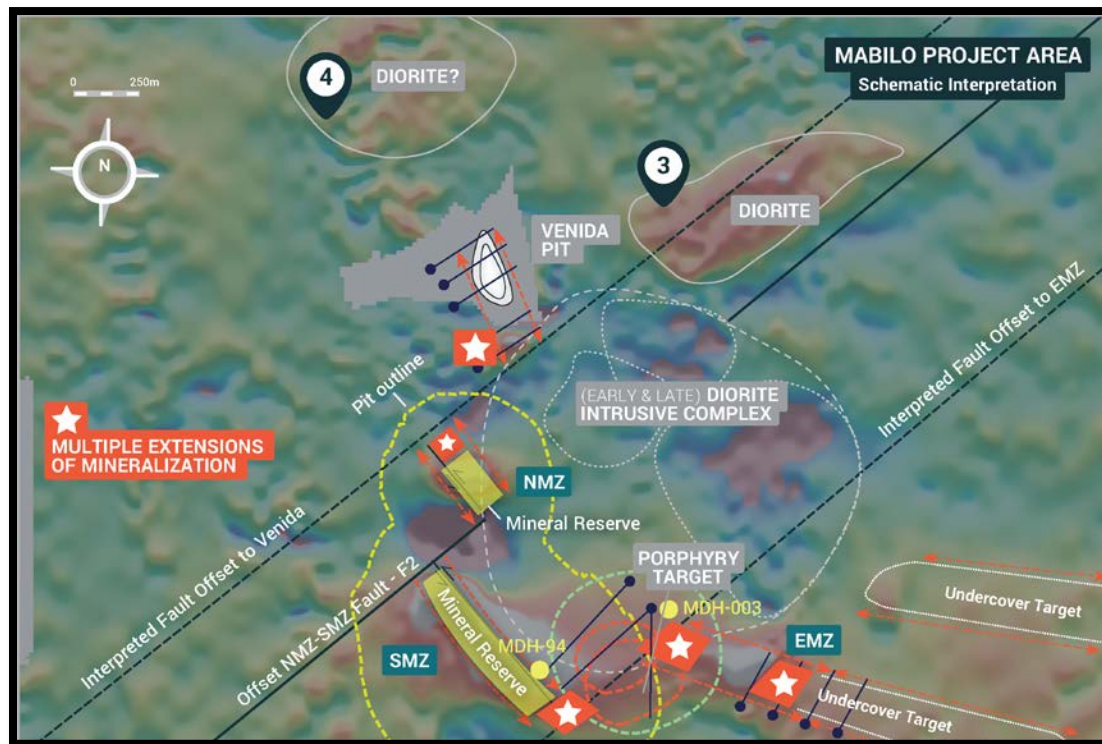 MABILO PROJECT AREA
Schematic Interpretation
0 250m
N
4
DIORITE?
3
DIORITE
VENIDA
PIT
Interpreted Fault Offset to EMZ
Pit outline
(EARLY & LATE) DIORITE
INTRUSIVE COMPLEX
MULTIPLE EXTENSIONS
OF MINERALIZATION
NMZ
Mineral Reserve
Interpreted Fault Offset to Venida
Offset NMZ-SMZ Fault - F2
PORPHYRY
TARGET
MDH-003
Undercover Target
Mineral Reserve
SMZ
MDH-94
EMZ
Undercover Target